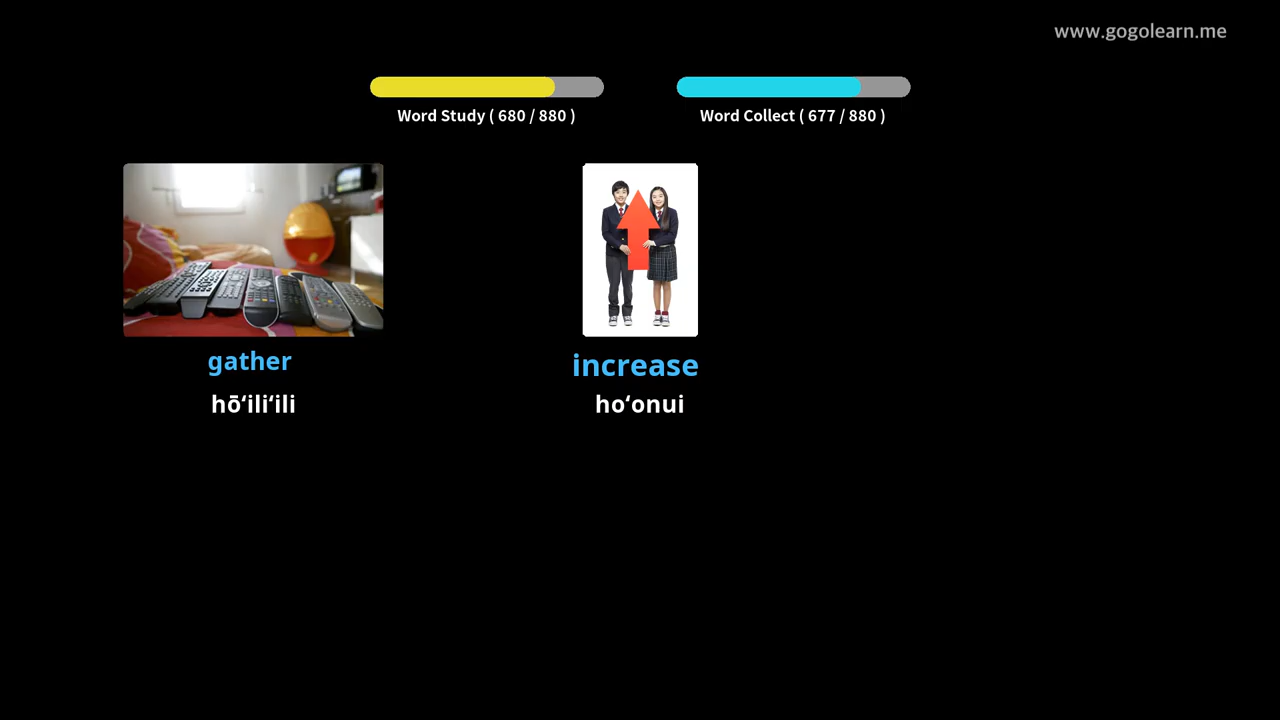 www.gogolearn.me
Word Study ( 680 / 880 )
Word Collect ( 677 / 880 )
gather
increase
hōʻiliʻili
hoʻonui